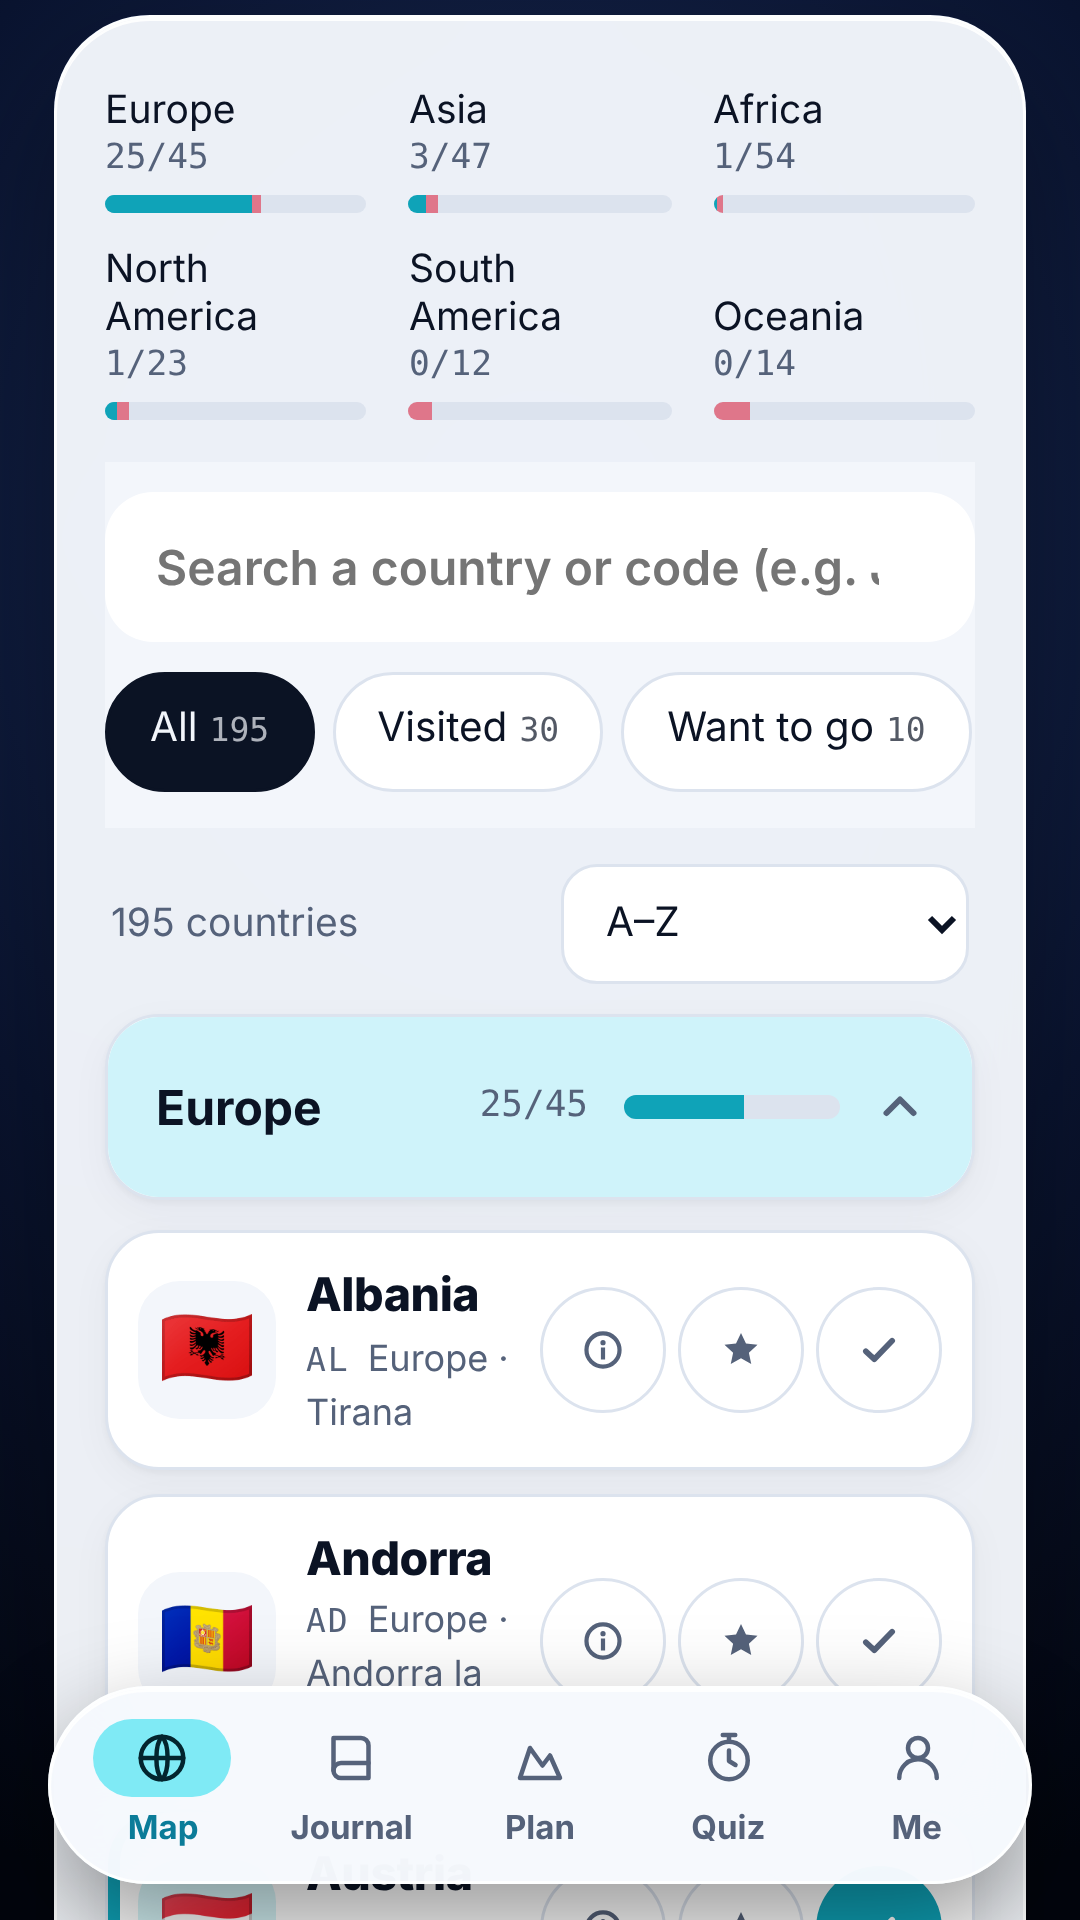 Europe
25/45
Asia
3/47
Africa
1/54
North
America
1/23
South
America
0/12
Oceania
0/14
Search a country or code (e.g.
All 195
Visited 30
Want to go 10
195 countries
A–Z
Europe
25/45
Albania
AL Europe ·
Tirana
Andorra
AD Europe ·
Andorra la
Austria
Map
Journal
Plan
Quiz
Me